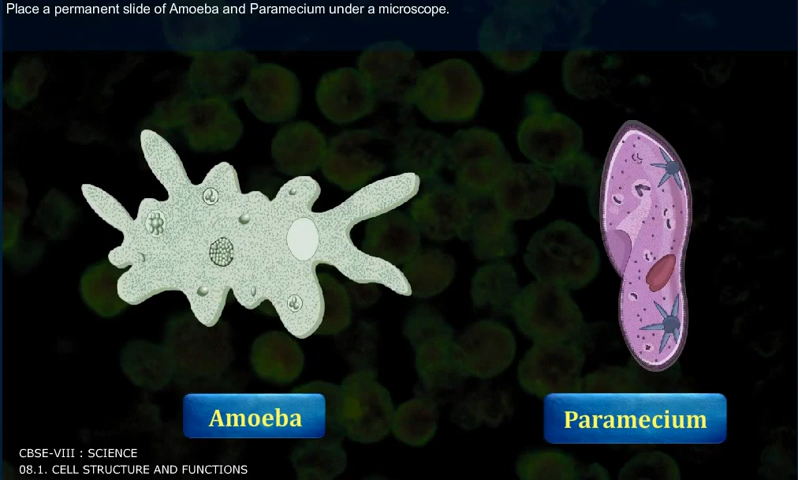 Place a permanent slide of Amoeba and Paramecium under a microscope.
Amoeba
Paramecium
CBSE-VIII : SCIENCE
08.1. CELL STRUCTURE AND FUNCTIONS